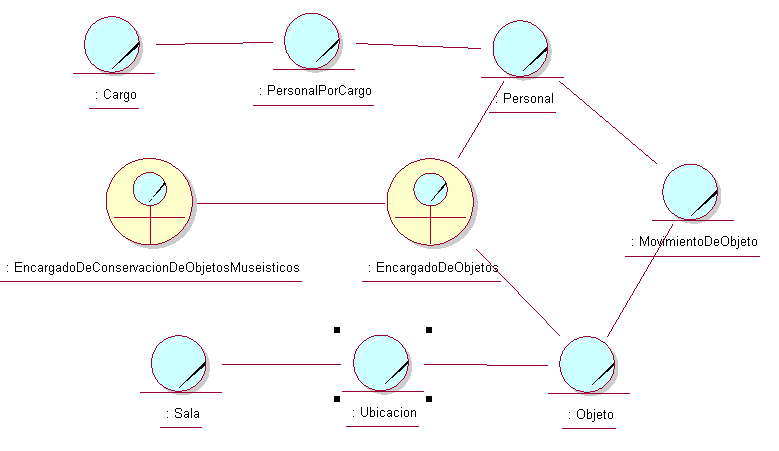 : Cargo
: PersonalPorCargo
: Personal
: EncargadoDeConservacionDeObjetosMuseisticos
: EncargadoDeObjetos
: MovimientoDeObjeto
: Sala
: Ubicacion
: Objeto